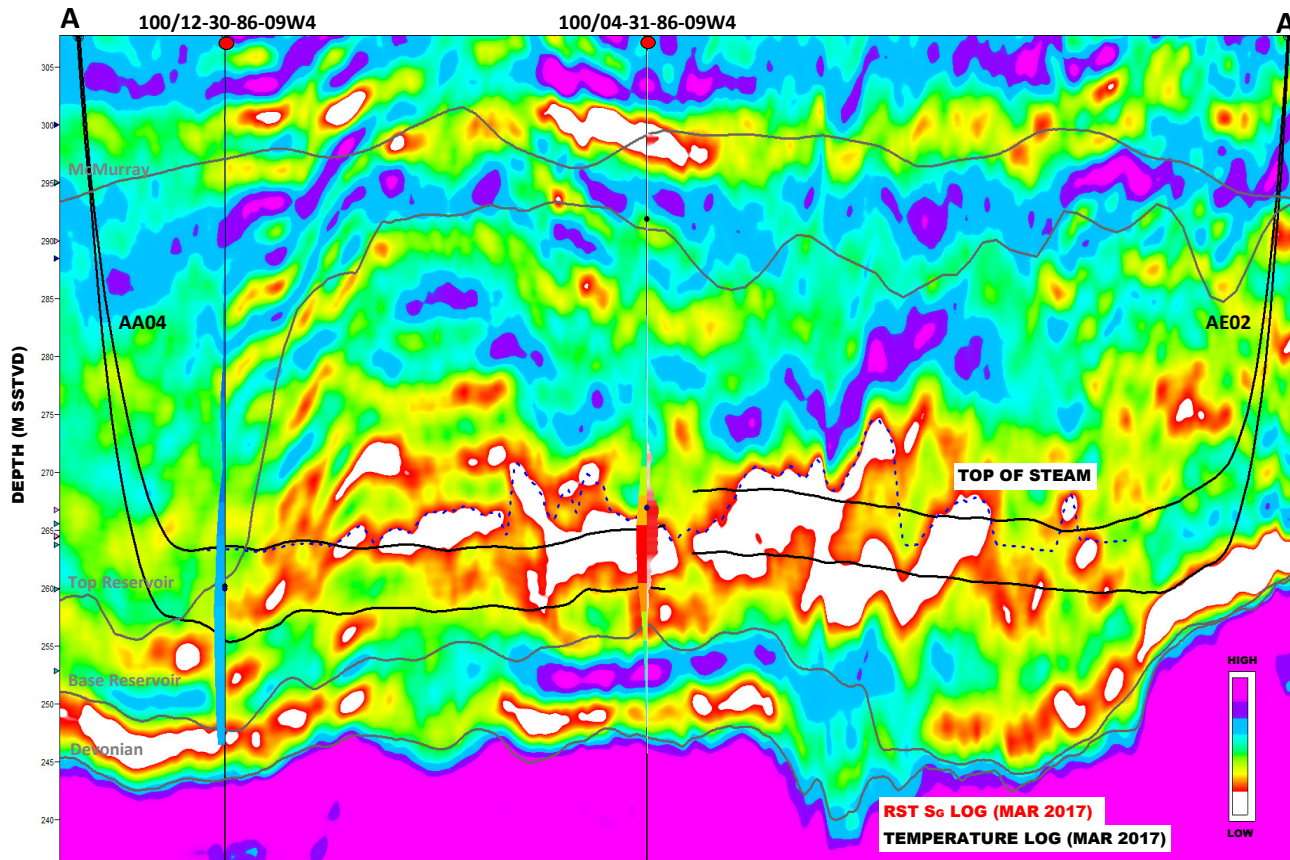 A
100/12-30-86-09W4
100/04-31-86-09W4
A
305
300
McMurray
295
290
285
AA04
AE02
280
DEPTH (M SSTVD)
275
270
TOP OF STEAM
265
Top Reservoir
260
255
HIGH
Base Reservoir
250
Devonian
245
RST SG LOG (MAR 2017)
240
TEMPERATURE LOG (MAR 2017)
LOW